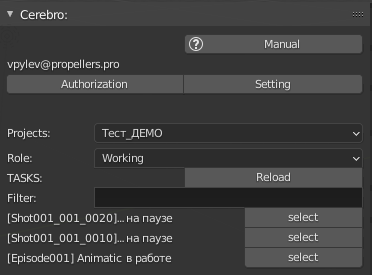 Cerebro:
Manual
vpylev@propellers.pro
Authorization Setting
Projects: Тест_ДЕМО
Role: Working
TASKS: Reload
Filter:
[Shot001_001_0020]...на паузе select
[Shot001_001_0010]...на паузе select
[Episode001] Animatic в работе select